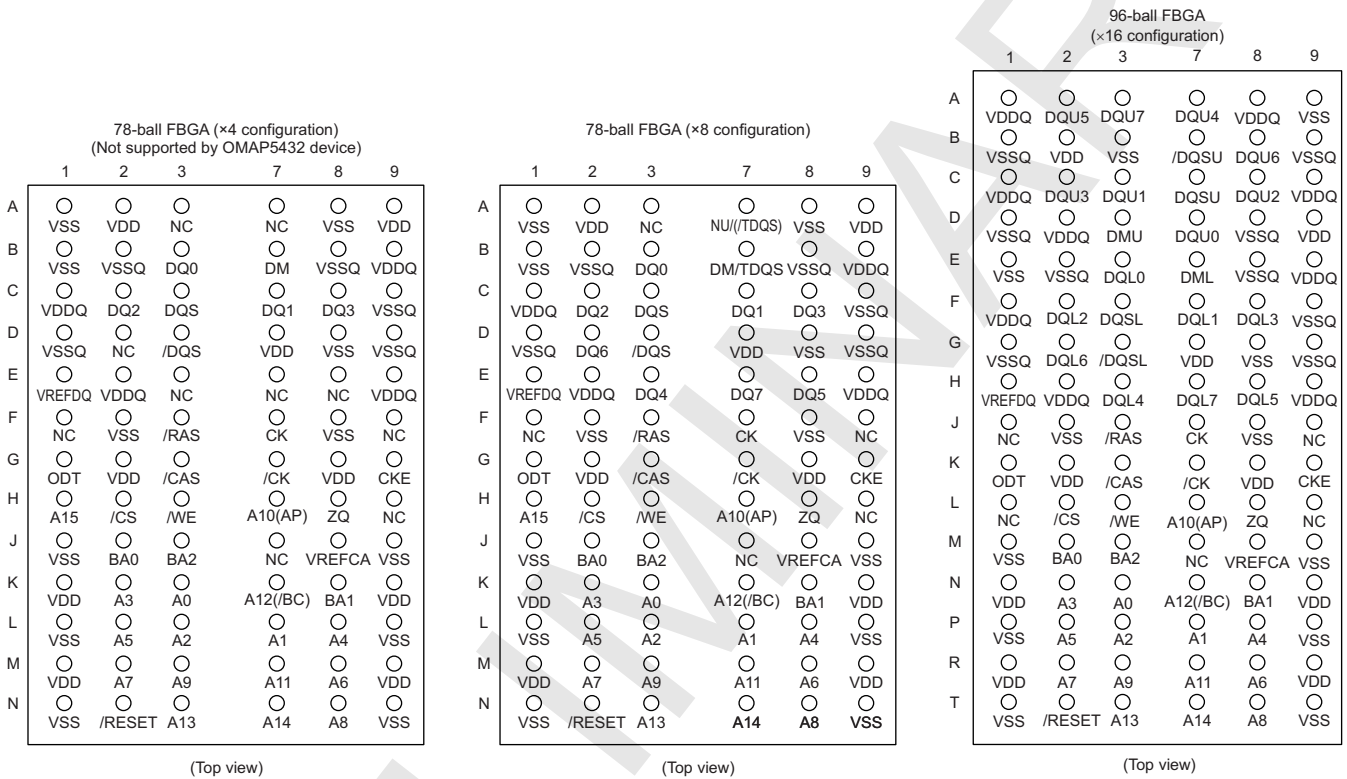 78-ball FBGA (×4 configuration)
(Not supported by OMAP5432 device)
1 2 3 7 8 9
A
VSS VDD NC NC VSS VDD
B
VSS VSSQ DQ0 DM VSSQ VDDQ
C
VDDQ DQ2 DQS DQ1 DQ3 VSSQ
D
VSSQ NC /DQS VDD VSS VSSQ
E
VREFDQ VDDQ NC NC NC VDDQ
F
NC VSS /RAS CK VSS NC
G
ODT VDD /CAS /CK VDD CKE
H
A15 /CS /WE A10(AP) ZQ NC
J
VSS BA0 BA2 NC VREFCA VSS
K
VDD A3 A0 A12(/BC) BA1 VDD
L
VSS A5 A2 A1 A4 VSS
M
VDD A7 A9 A11 A6 VDD
N
VSS /RESET A13 A14 A8 VSS
(Top view)
78-ball FBGA (×8 configuration)
1 2 3 7 8 9
A
VSS VDD NC NU/(/TDQS) VSS VDD
B
VSS VSSQ DQ0 DM/TDQS VSSQ VDDQ
C
VDDQ DQ2 DQS DQ1 DQ3 VSSQ
D
VSSQ DQ6 /DQS VDD VSS VSSQ
E
VREFDQ VDDQ DQ4 DQ7 DQ5 VDDQ
F
NC VSS /RAS CK VSS NC
G
ODT VDD /CAS /CK VDD CKE
H
A15 /CS /WE A10(AP) ZQ NC
J
VSS BA0 BA2 NC VREFCA VSS
K
VDD A3 A0 A12(/BC) BA1 VDD
L
VSS A5 A2 A1 A4 VSS
M
VDD A7 A9 A11 A6 VDD
N
VSS /RESET A13 A14 A8 VSS
(Top view)
96-ball FBGA
(×16 configuration)
1 2 3 7 8 9
A
VDDQ DQU5 DQU7 DQU4 VDDQ VSS
B
VSSQ VDD VSS /DQSU DQU6 VSSQ
C
VDDQ DQU3 DQU1 DQSU DQU2 VDDQ
D
VSSQ VDDQ DMU DQU0 VSSQ VDD
E
VSS VSSQ DQL0 DML VSSQ VDDQ
F
VDDQ DQL2 DQSL DQL1 DQL3 VSSQ
G
VSSQ DQL6 /DQSL VDD VSS VSSQ
H
VREFDQ VDDQ DQL4 DQL7 DQL5 VDDQ
J
NC VSS /RAS CK VSS NC
K
ODT VDD /CAS /CK VDD CKE
L
NC /CS /WE A10(AP) ZQ NC
M
VSS BA0 BA2 NC VREFCA VSS
N
VDD A3 A0 A12(/BC) BA1 VDD
P
VSS A5 A2 A1 A4 VSS
R
VDD A7 A9 A11 A6 VDD
T
VSS /RESET A13 A14 A8 VSS
(Top view)